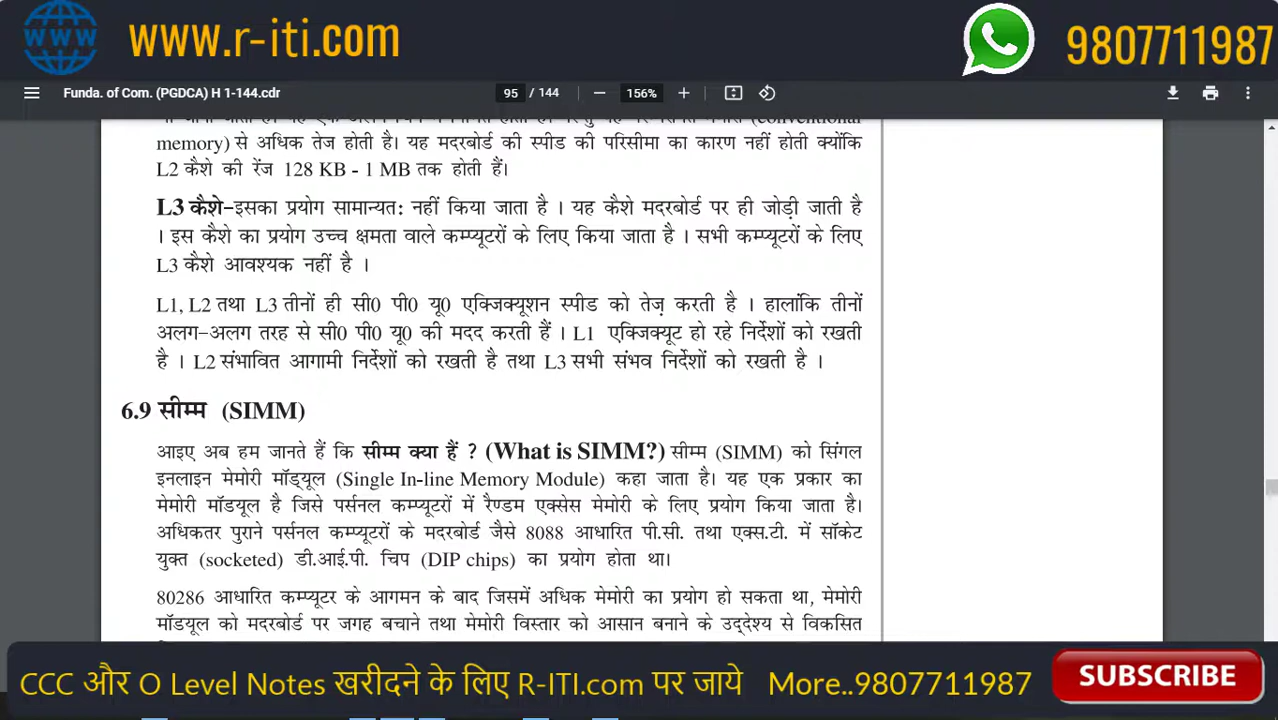 www.r-iti.com
9807711987
Funda. of Com. (PGDCA) H 1-144.cdr
95 / 144
156%
memory) से अधिक तेज होती है। यह मदरबोर्ड की स्पीड की परिसीमा का कारण नहीं होती क्योंकि
L2 कैशे की रेंज 128 KB - 1 MB तक होती हैं।
L3 कैशे-इसका प्रयोग सामान्यत: नहीं किया जाता है । यह कैशे मदरबोर्ड पर ही जोड़ी जाती है
। इस कैशे का प्रयोग उच्च क्षमता वाले कम्प्यूटरों के लिए किया जाता है । सभी कम्प्यूटरों के लिए
L3 कैशे आवश्यक नहीं है ।
L1, L2 तथा L3 तीनों ही सी0 पी0 यू0 एक्जिक्यूशन स्पीड को तेज़ करती है । हालांकि तीनों
अलग-अलग तरह से सी0 पी0 यू0 की मदद करती हैं । L1 एक्जिक्यूट हो रहे निर्देशों को रखती
है । L2 संभावित आगामी निर्देशों को रखती है तथा L3 सभी संभव निर्देशों को रखती है ।
6.9 सीम्म (SIMM)
आइए अब हम जानते हैं कि सीम्म क्या हैं ? (What is SIMM?) सीम्म (SIMM) को सिंगल
इनलाइन मेमोरी मॉड्यूल (Single In-line Memory Module) कहा जाता है। यह एक प्रकार का
मेमोरी मॉडयूल है जिसे पर्सनल कम्प्यूटरों में रैण्डम एक्सेस मेमोरी के लिए प्रयोग किया जाता है।
अधिकतर पुराने पर्सनल कम्प्यूटरों के मदरबोर्ड जैसे 8088 आधारित पी.सी. तथा एक्स.टी. में सॉकेट
युक्त (socketed) डी.आई.पी. चिप (DIP chips) का प्रयोग होता था।
80286 आधारित कम्प्यूटर के आगमन के बाद जिसमें अधिक मेमोरी का प्रयोग हो सकता था, मेमोरी
मॉडयूल को मदरबोर्ड पर जगह बचाने तथा मेमोरी विस्तार को आसान बनाने के उद्देश्य से विकसित
CCC और O Level Notes खरीदने के लिए R-ITI.com पर जाये More..9807711987
SUBSCRIBE